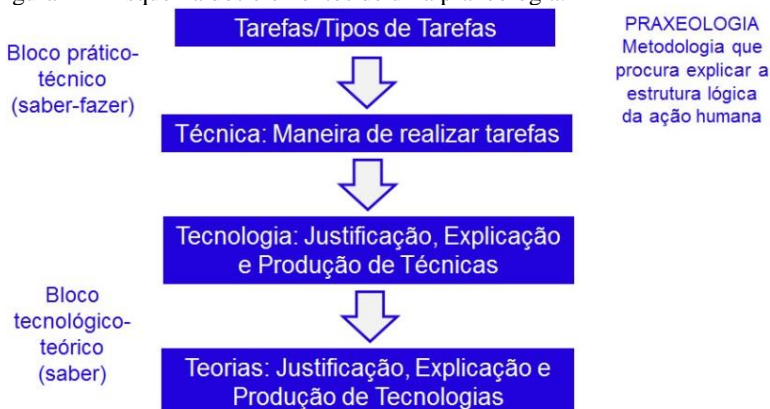 Tarefas/Tipos de Tarefas
Bloco prático-
técnico
(saber-fazer)
PRAXEOLOGIA
Metodologia que
procura explicar a
estrutura lógica
da ação humana
Técnica: Maneira de realizar tarefas
Tecnologia: Justificação, Explicação
e Produção de Técnicas
Bloco
tecnológico-
teórico
(saber)
Teorias: Justificação, Explicação e
Produção de Tecnologias